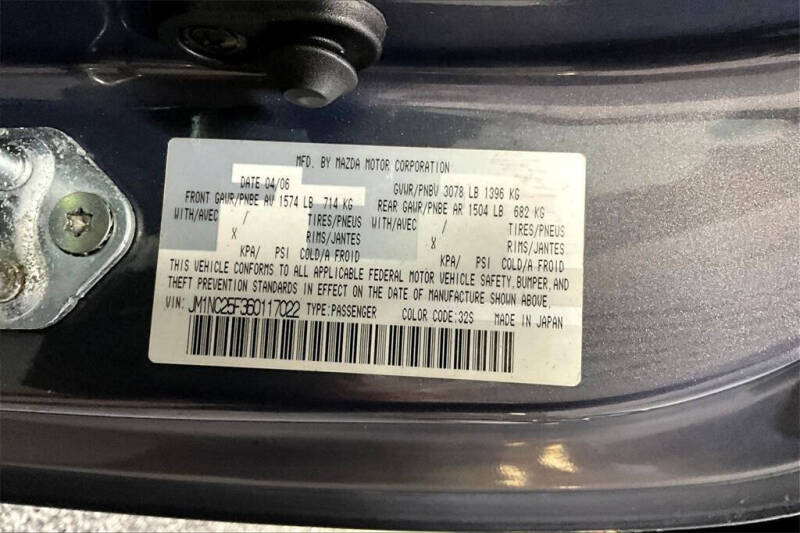 MFD. BY MAZDA MOTOR CORPORATION
DATE 04/06 GVWR/PNBV 3078 LB 1396 KG
FRONT GAWR/PNBE AV 1574 LB 714 KG REAR GAWR/PNBE AR 1504 LB 682 KG
WITH/AVEC / TIRES/PNEUS WITH/AVEC / TIRES/PNEUS
X RIMS/JANTES X RIMS/JANTES
KPA/ PSI COLD/A FROID KPA/ PSI COLD/A FROID
THIS VEHICLE CONFORMS TO ALL APPLICABLE FEDERAL MOTOR VEHICLE SAFETY, BUMPER, AND
THEFT PREVENTION STANDARDS IN EFFECT ON THE DATE OF MANUFACTURE SHOWN ABOVE,
VIN: JM1NC25F360117022 TYPE:PASSENGER COLOR CODE:32S MADE IN JAPAN